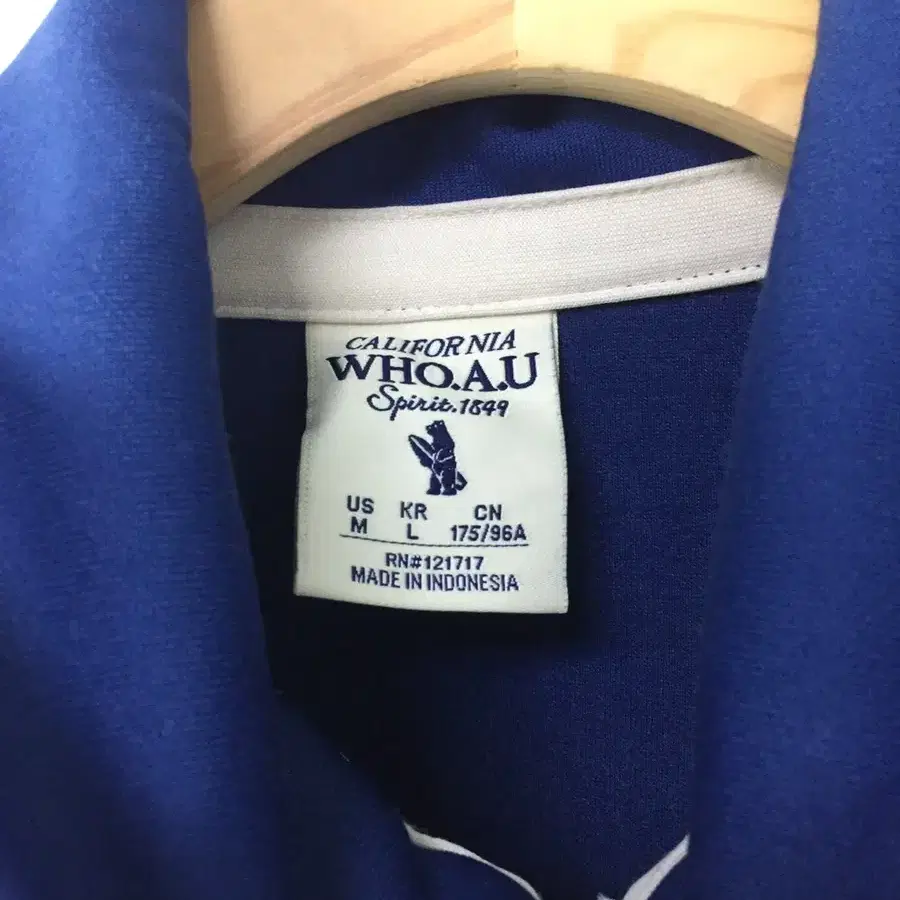 CALIFORNIA
WHO.A.U
Spirit.1849
US KR CN
M L 175/96A
RN#121717
MADE IN INDONESIA